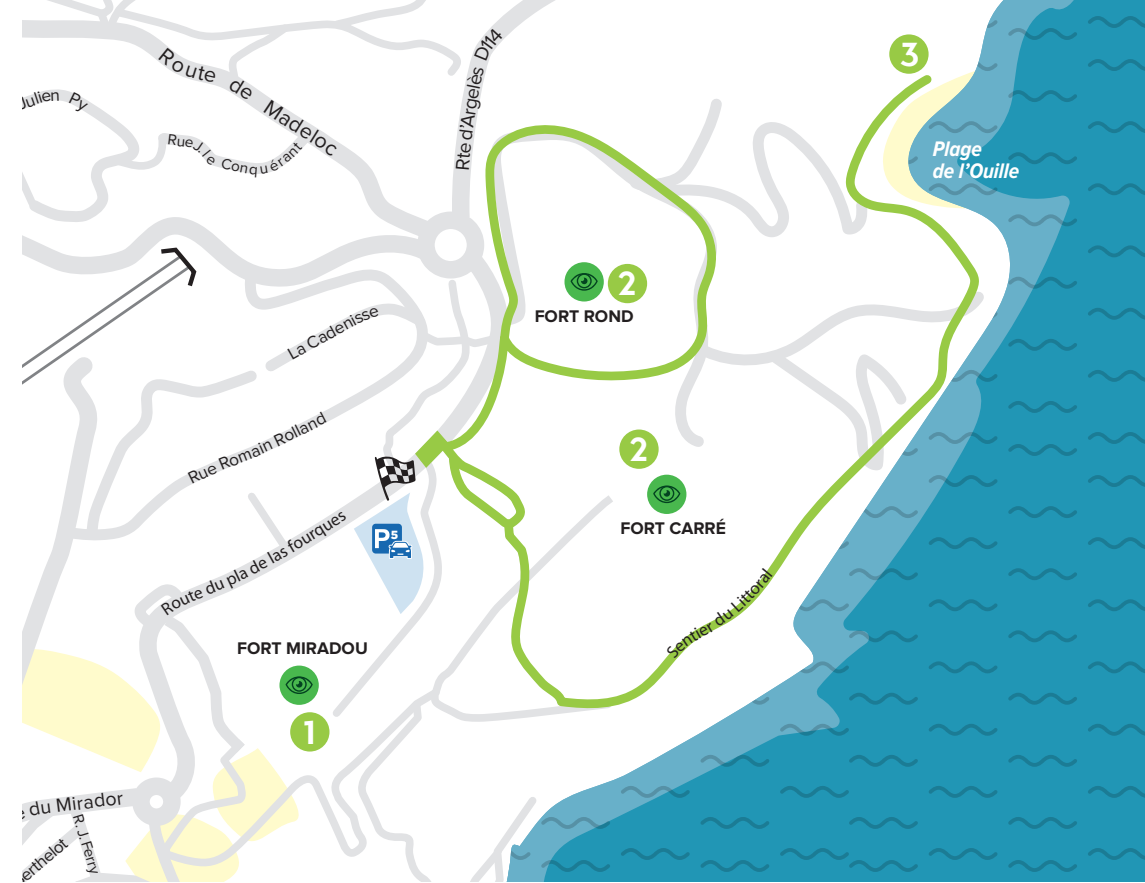 3
Rte d'Argelès D114
Route de Madeloc
Julien Py
Rue J. le Conquérant
Plage
de l'Ouille
2
FORT ROND
La Cadenisse
Rue Romain Rolland
2
FORT CARRÉ
P5
Route du pla de las fourques
Sentier du Littoral
FORT MIRADOU
1
du Mirador
R. J. Ferry